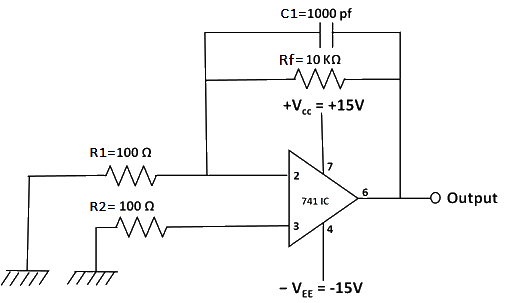 C1=1000 pf
Rf= 10 KΩ
+Vcc = +15V
R1=100 Ω
7
2
741 IC
6
Output
R2= 100 Ω
3
4
– VEE = -15V